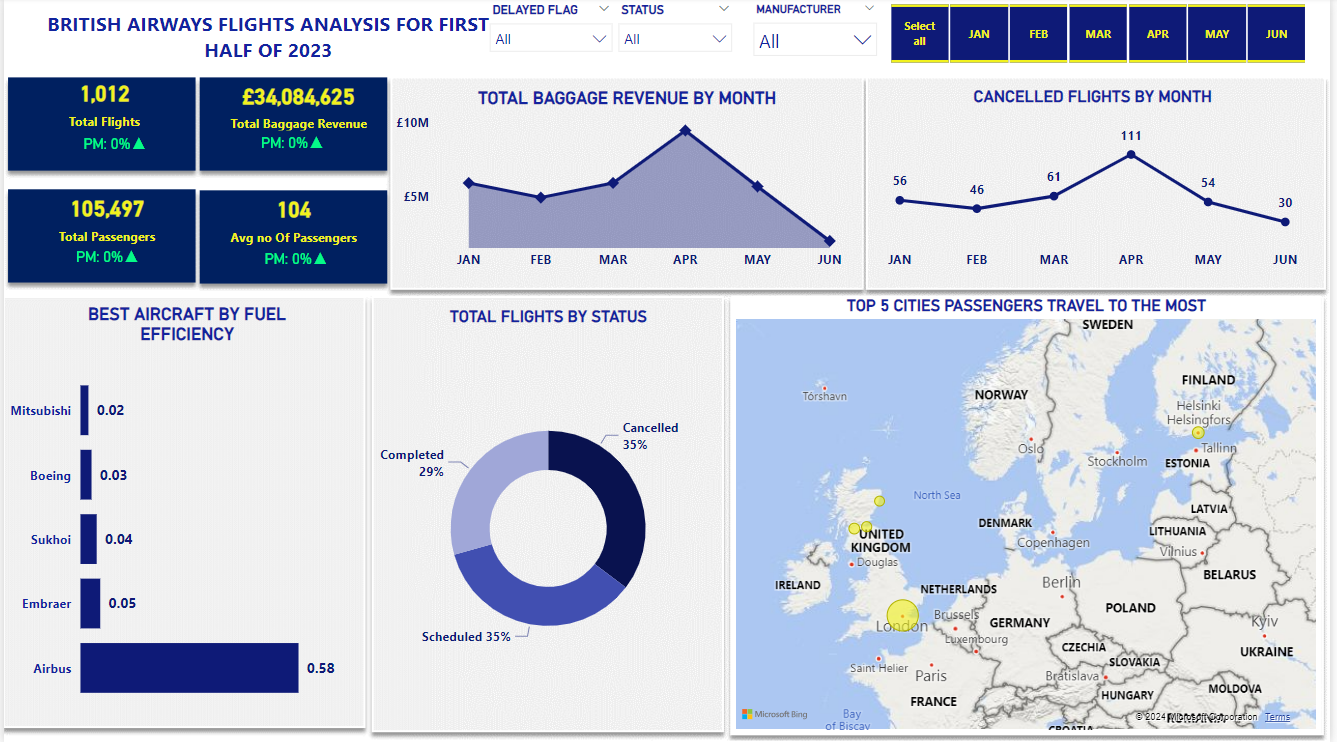 BRITISH AIRWAYS FLIGHTS ANALYSIS FOR FIRST
HALF OF 2023
DELAYED FLAG
All
STATUS
All
MANUFACTURER
All
Select
all
JAN
FEB
MAR
APR
MAY
JUN
1,012
Total Flights
PM: 0%▲
£34,084,625
Total Baggage Revenue
PM: 0%▲
105,497
Total Passengers
PM: 0%▲
104
Avg no Of Passengers
PM: 0%▲
TOTAL BAGGAGE REVENUE BY MONTH
£10M
£5M
JAN
FEB
MAR
APR
MAY
JUN
CANCELLED FLIGHTS BY MONTH
56
46
61
111
54
30
JAN
FEB
MAR
APR
MAY
JUN
BEST AIRCRAFT BY FUEL
EFFICIENCY
Mitsubishi 0.02
Boeing 0.03
Sukhoi 0.04
Embraer 0.05
Airbus 0.58
TOTAL FLIGHTS BY STATUS
Cancelled
35%
Completed
29%
Scheduled 35%
TOP 5 CITIES PASSENGERS TRAVEL TO THE MOST
SWEDEN
FINLAND
Tórshavn
NORWAY
Helsinki
Helsingfors
Oslo
Tallinn
Stockholm
ESTONIA
North Sea
LATVIA
DENMARK
UNITED
KINGDOM
LITHUANIA
Copenhagen
Vilnius
Douglas
BELARUS
IRELAND
NETHERLANDS
Berlin
POLAND
London
Brussels
GERMANY
Kyiv
Luxembourg
CZECHIA
UKRAINE
Saint Helier
SLOVAKIA
Paris
Bratislava
MOLDOVA
FRANCE
HUNGARY
Bay
of Biscay
Microsoft Bing
© 2024 Microsoft Corporation Terms
CROATIA